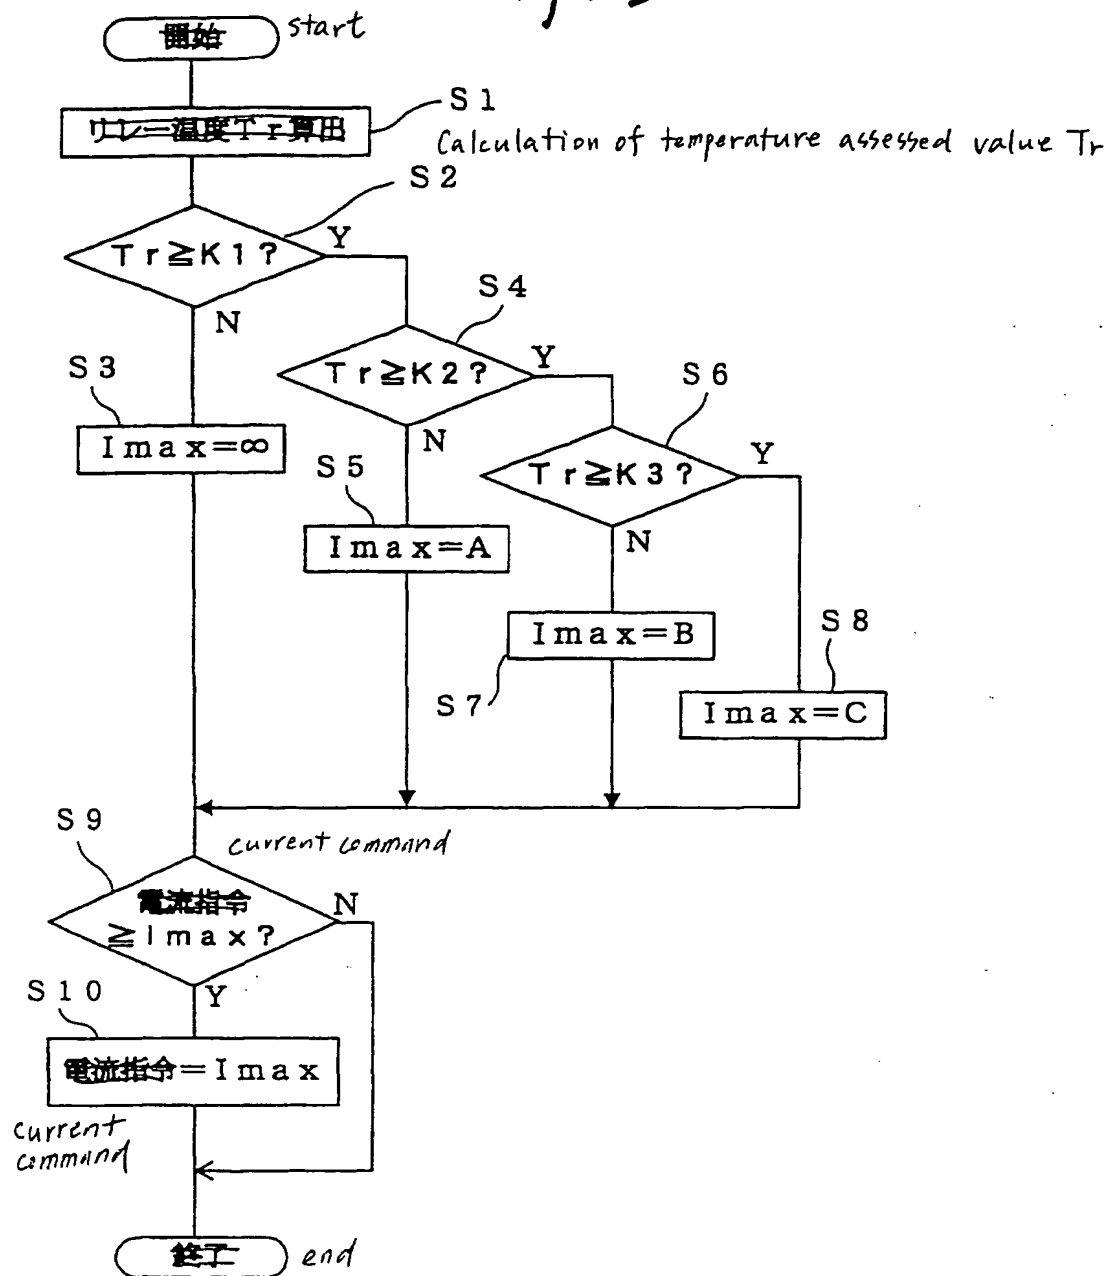 開始 start
S1
リレー温度Tr算出
Calculation of temperature assessed value Tr
S2
Tr≧K1?
Y
N
S4
Tr≧K2?
Y
N
S3
Imax=∞
S6
Tr≧K3?
Y
N
S5
Imax=A
S7
Imax=B
S8
Imax=C
S9
current command
電流指令
≧Imax?
N
Y
S10
電流指令=Imax
current
command
終了 end